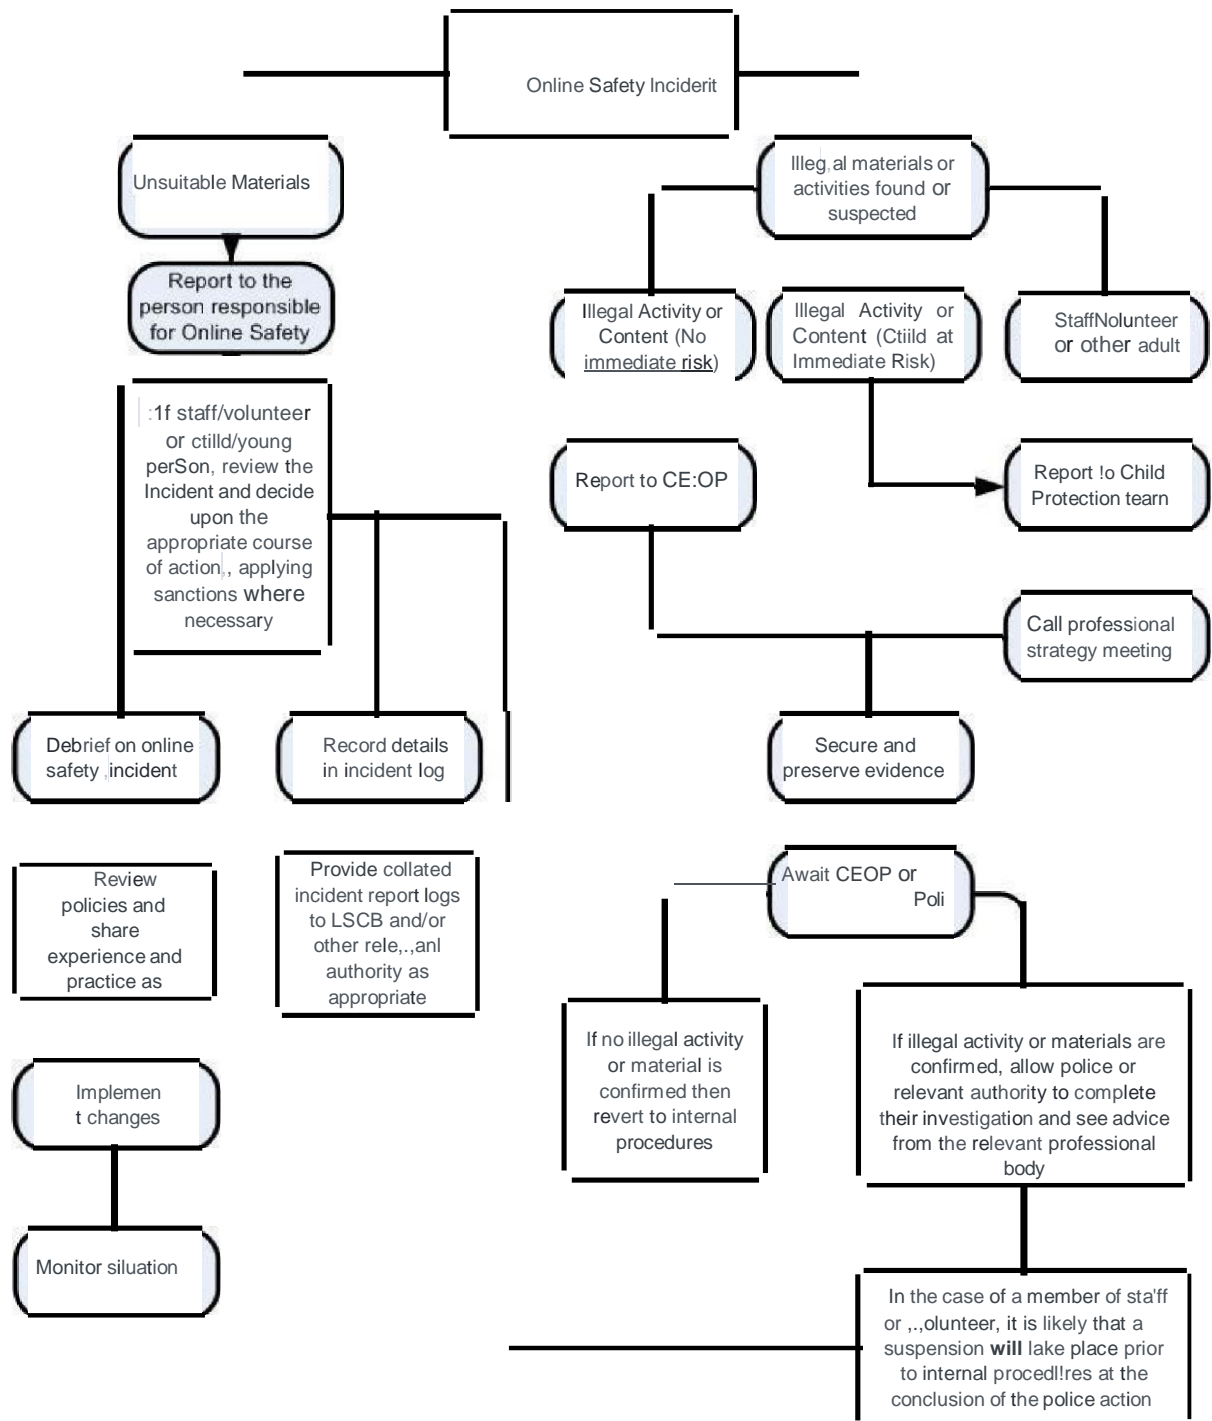 Online Safety Inciderit
Unsuitable Materials
Report to the
person responsible
for Online Safety
:1f staff/volunteer
or ctilld/young
perSon, review the
Incident and decide
upon the
appropriate course
of action,, applying
sanctions where
necessary
Debrief on online
safety ,incident
Record details
in incident log
Review
policies and
share
experience and
practice as
Provide collated
incident report logs
to LSCB and/or
other rele,.,anl
authority as
appropriate
Implemen
t changes
Monitor siluation
Illeg,al materials or
activities found or
suspected
Illegal Activity or
Content (No
immediate risk)
Illegal Activity or
Content (Ctiild at
Immediate Risk)
StaffNolunteer
or other adult
Report to CE:OP
Report !o Child
Protection tearn
Call professional
strategy meeting
Secure and
preserve evidence
Await CEOP or
Poli
If no illegal activity
or material is
confirmed then
revert to internal
procedures
If illegal activity or materials are
confirmed, allow police or
relevant authority to complete
their investigation and see advice
from the relevant professional
body
In the case of a member of sta'ff
or ,.,olunteer, it is likely that a
suspension will lake place prior
to internal procedl!res at the
conclusion of the police action